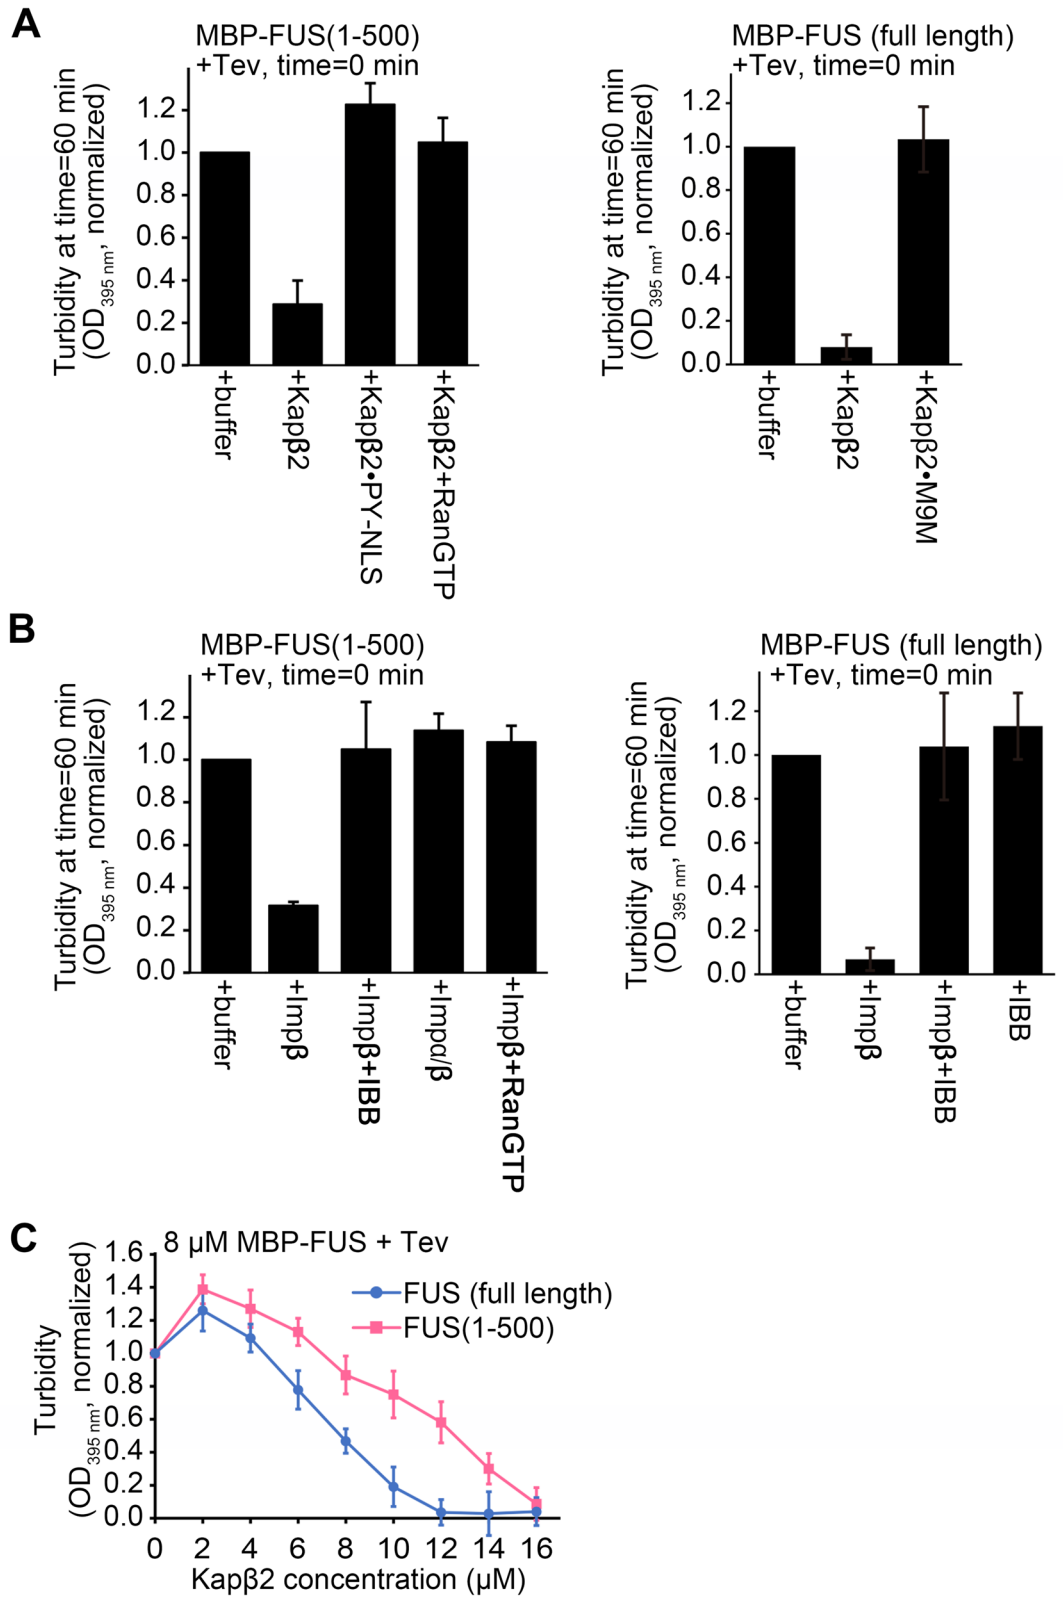 A
MBP-FUS(1-500)
+Tev, time=0 min
Turbidity at time=60 min
(OD395 nm, normalized)
1.2
1.0
0.8
0.6
0.4
0.2
0.0
+buffer
+Kapβ2
+Kapβ2•PY-NLS
+Kapβ2+RanGTP
MBP-FUS (full length)
+Tev, time=0 min
Turbidity at time=60 min
(OD395 nm, normalized)
1.2
1.0
0.8
0.6
0.4
0.2
0.0
+buffer
+Kapβ2
+Kapβ2•M9M
B
MBP-FUS(1-500)
+Tev, time=0 min
Turbidity at time=60 min
(OD395 nm, normalized)
1.2
1.0
0.8
0.6
0.4
0.2
0.0
+buffer
+Impβ
+Impβ+IBB
+Impα/β
+Impβ+RanGTP
MBP-FUS (full length)
+Tev, time=0 min
Turbidity at time=60 min
(OD395 nm, normalized)
1.2
1.0
0.8
0.6
0.4
0.2
0.0
+buffer
+Impβ
+Impβ+IBB
+IBB
C
8 µM MBP-FUS + Tev
Turbidity
(OD395 nm, normalized)
1.6
1.4
1.2
1.0
0.8
0.6
0.4
0.2
0.0
FUS (full length)
FUS(1-500)
0 2 4 6 8 10 12 14 16
Kapβ2 concentration (µM)